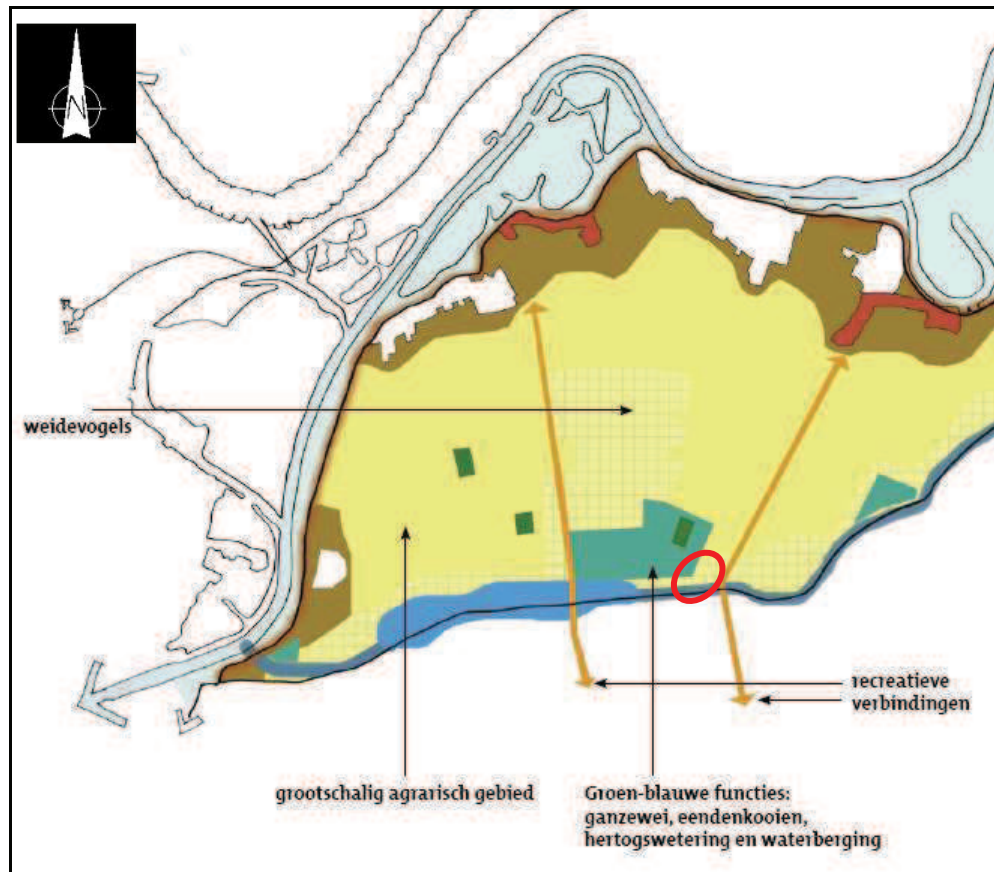 N
weidevogels
recreatieve
verbindingen
grootschalig agrarisch gebied
Groen-blauwe functies:
ganzewei, eendenkooien,
hertogswetering en waterberging